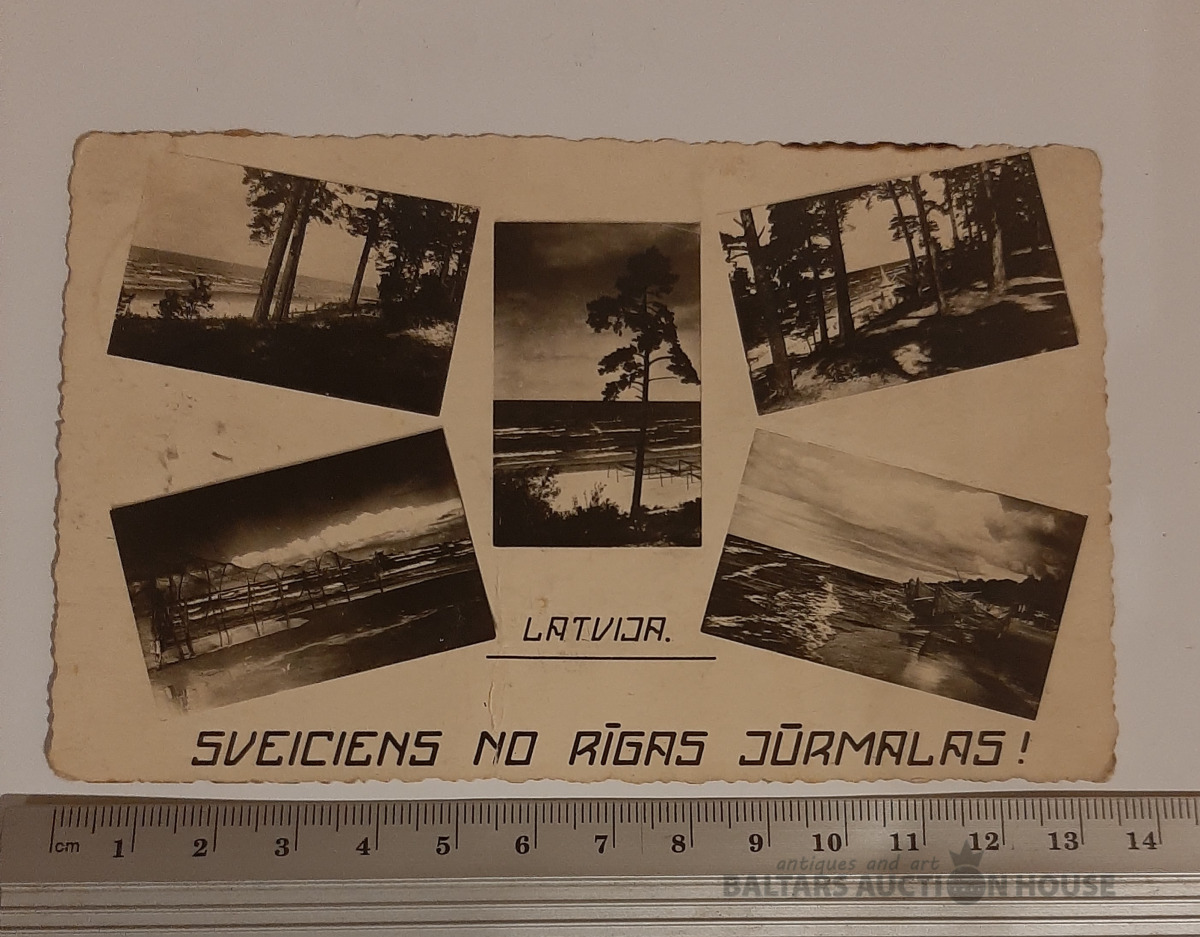 LATVIJA.
SVEICIENS NO RĪGAS JŪRMALAS!
cm 1 2 3 4 5 6 7 8 9 10 11 12 13 14
antiques and art
BALTARS AUCTION HOUSE